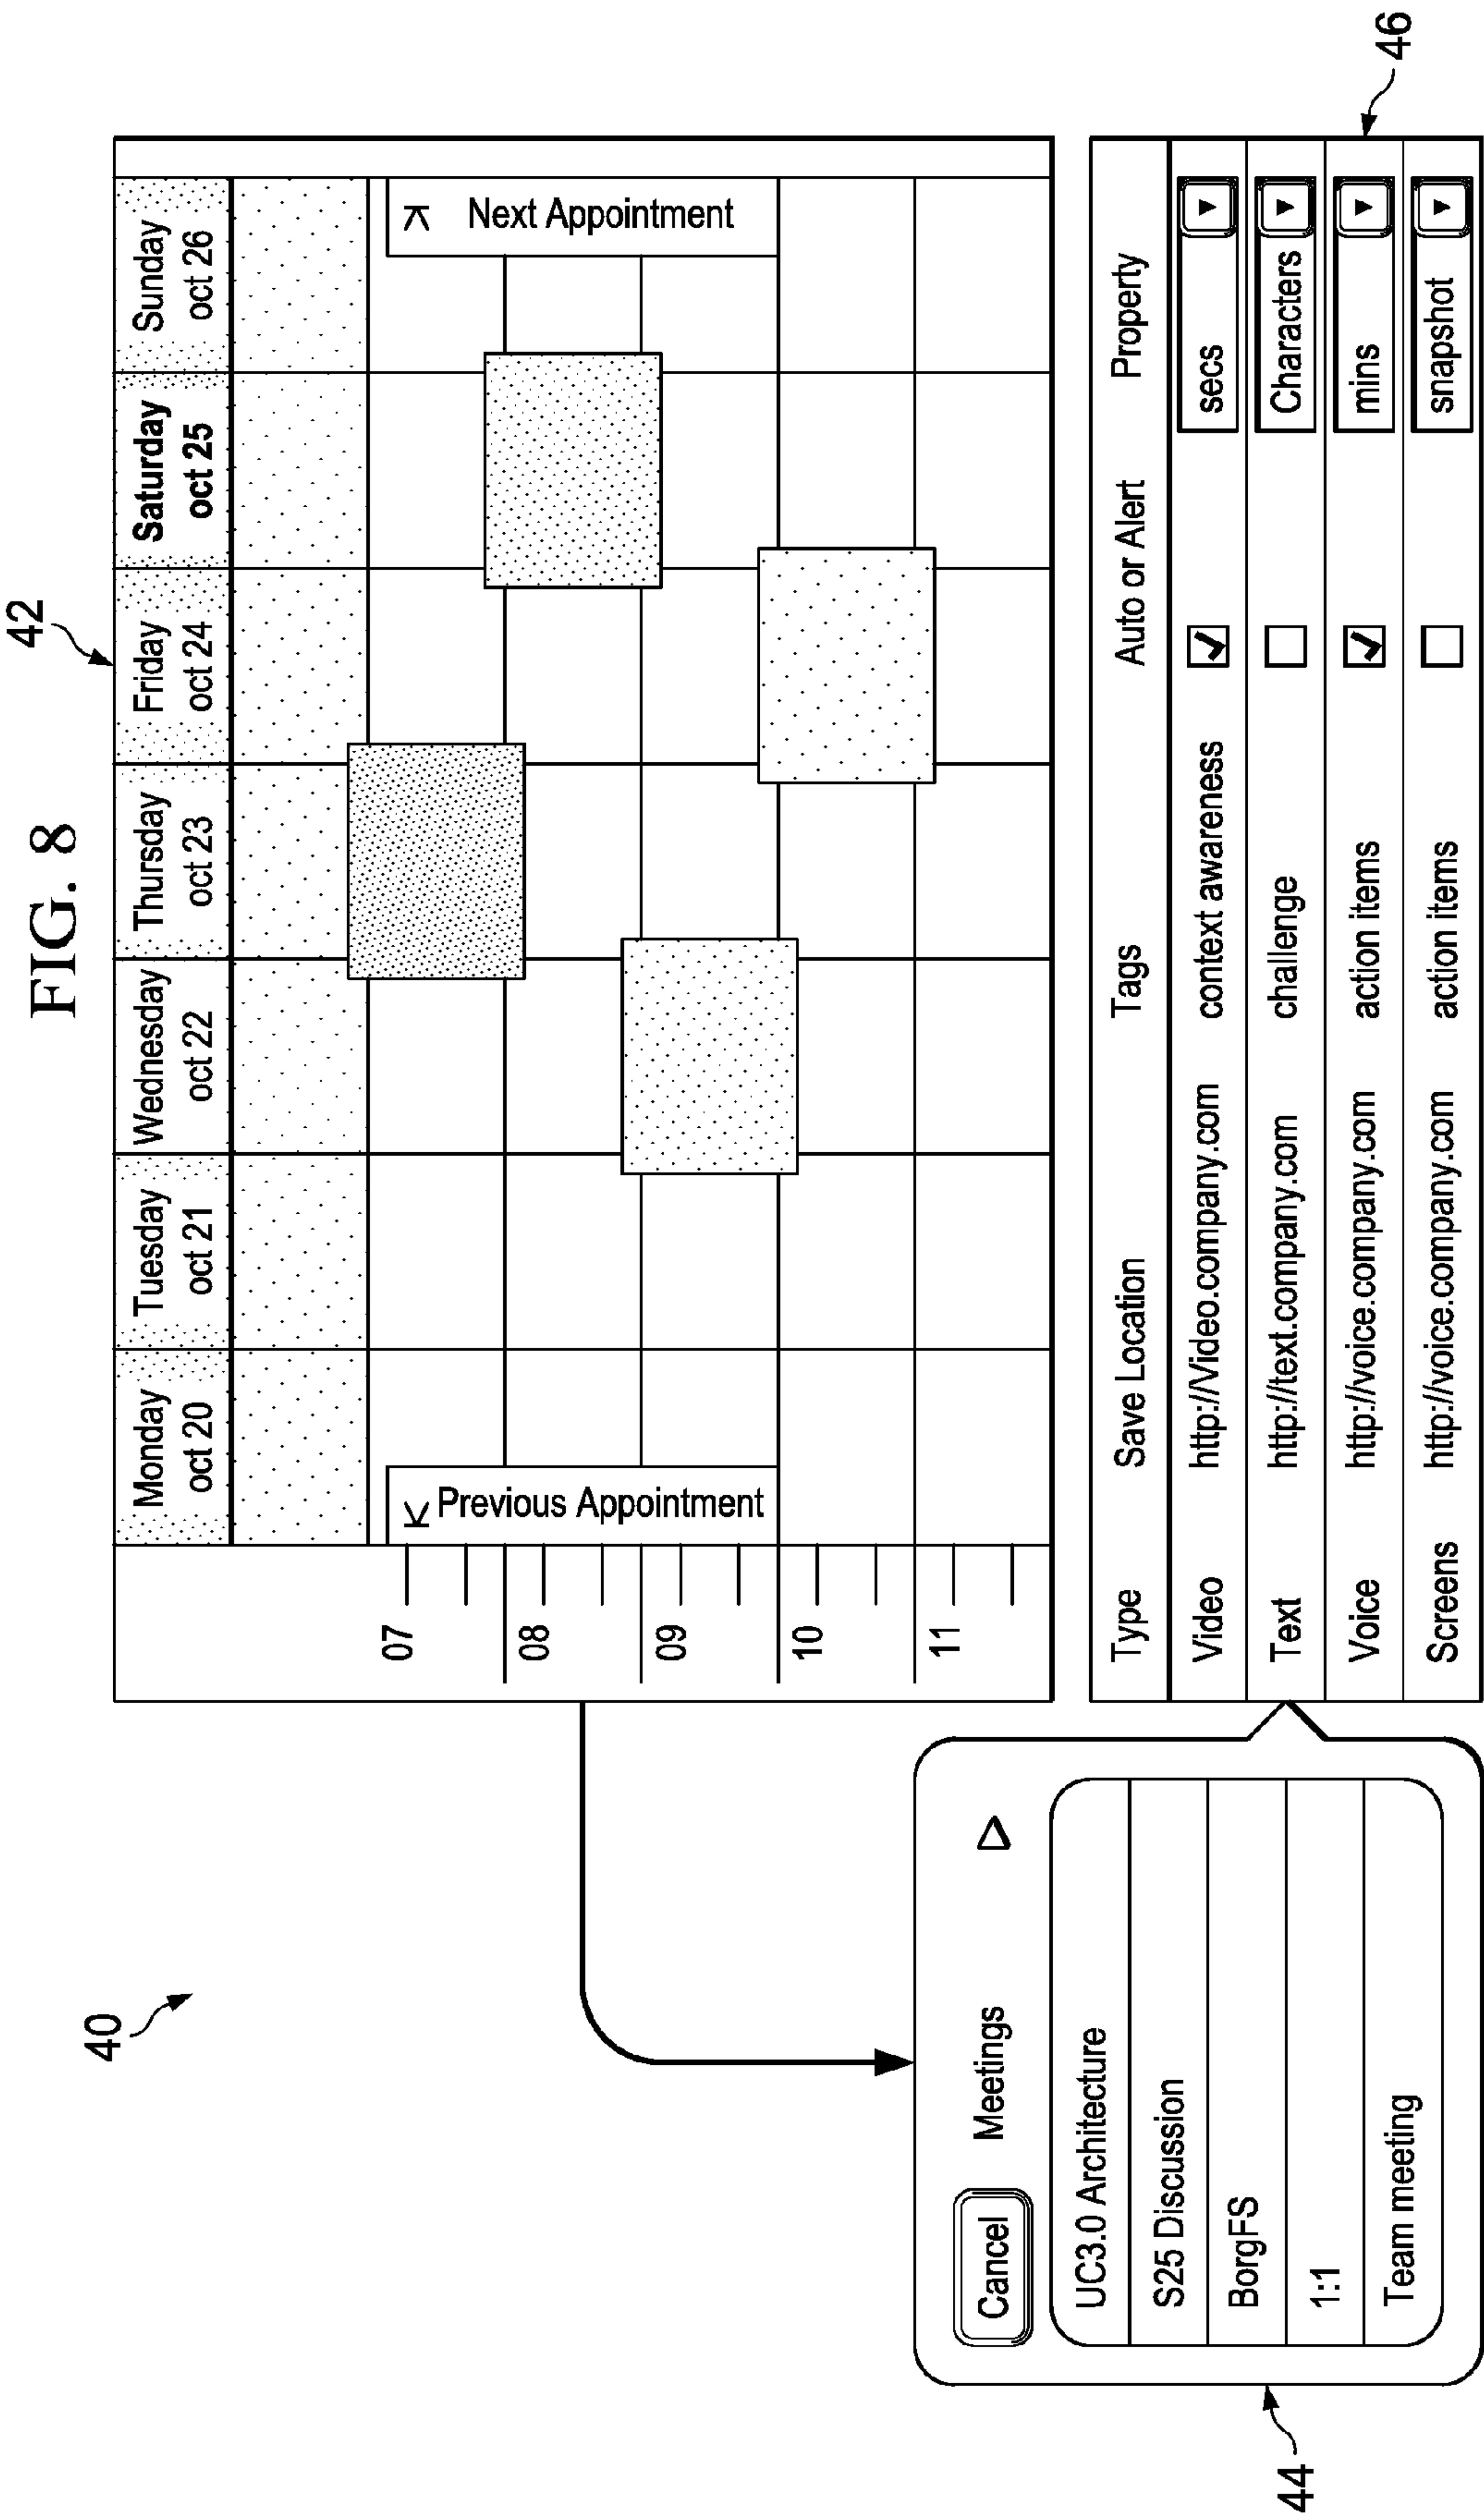 FIG. 8
40
42
Monday Tuesday Wednesday Thursday Friday Saturday Sunday
oct 20 oct 21 oct 22 oct 23 oct 24 oct 25 oct 26
07
08
09
10
11
Previous Appointment
Next Appointment
44
Cancel Meetings
UC3.0 Architecture
S25 Discussion
BorgFS
1:1
Team meeting
46
Type Save Location Tags Auto or Alert Property
Video http://Video.company.com context awareness secs
Text http://text.company.com challenge Characters
Voice http://voice.company.com action items mins
Screens http://voice.company.com action items snapshot